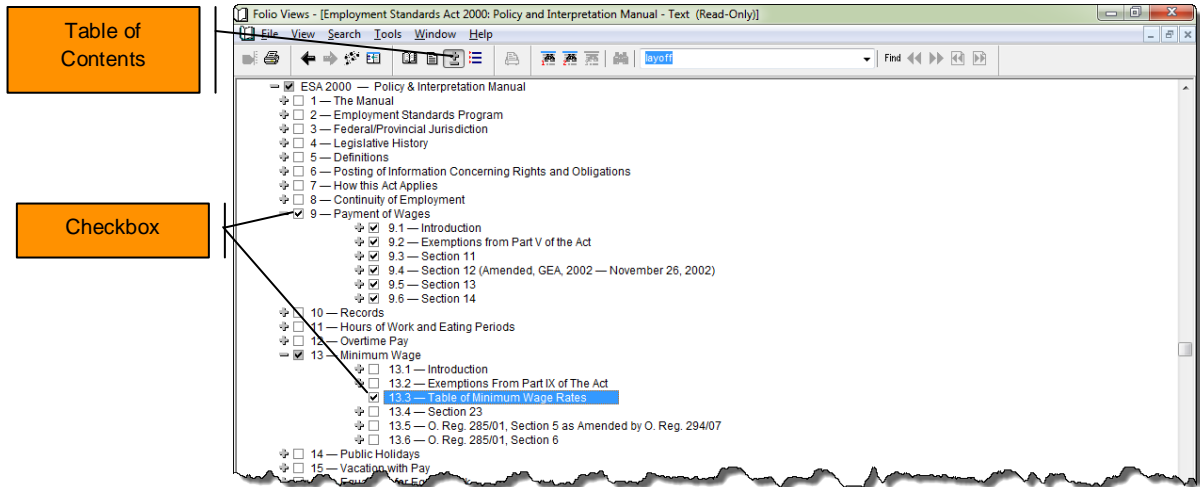 Table of
Contents
Folio Views - [Employment Standards Act 2000: Policy and Interpretation Manual - Text (Read-Only)]
File View Search Tools Window Help
layoff
Find
ESA 2000 — Policy & Interpretation Manual
1 — The Manual
2 — Employment Standards Program
3 — Federal/Provincial Jurisdiction
4 — Legislative History
5 — Definitions
6 — Posting of Information Concerning Rights and Obligations
7 — How this Act Applies
8 — Continuity of Employment
Checkbox
9 — Payment of Wages
9.1 — Introduction
9.2 — Exemptions from Part V of the Act
9.3 — Section 11
9.4 — Section 12 (Amended, GEA, 2002 — November 26, 2002)
9.5 — Section 13
9.6 — Section 14
10 — Records
11 — Hours of Work and Eating Periods
12 — Overtime Pay
13 — Minimum Wage
13.1 — Introduction
13.2 — Exemptions From Part IX of The Act
13.3 — Table of Minimum Wage Rates
13.4 — Section 23
13.5 — O. Reg. 285/01, Section 5 as Amended by O. Reg. 294/07
13.6 — O. Reg. 285/01, Section 6
14 — Public Holidays
15 — Vacation with Pay